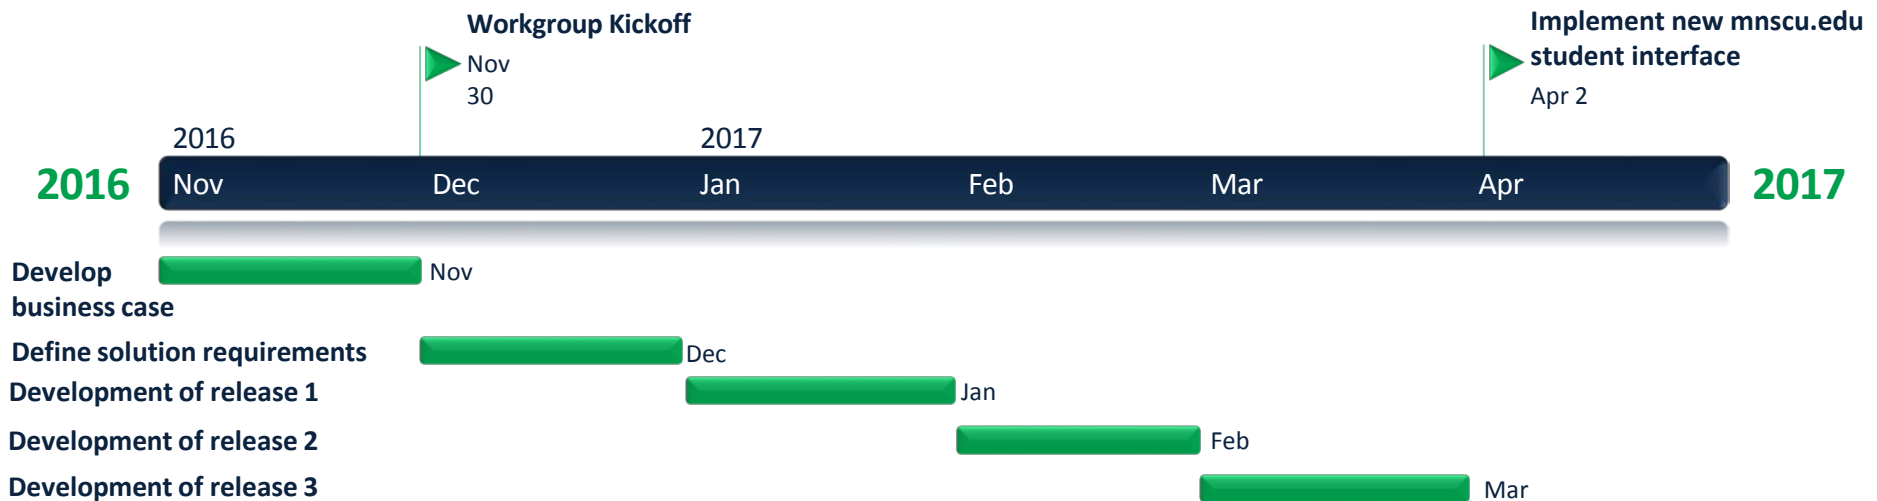 Workgroup Kickoff
Nov
30
Implement new mnscu.edu
student interface
Apr 2
2016
2017
2016
Nov
Dec
Jan
Feb
Mar
Apr
2017
Develop
business case
Nov
Define solution requirements
Dec
Development of release 1
Jan
Development of release 2
Feb
Development of release 3
Mar